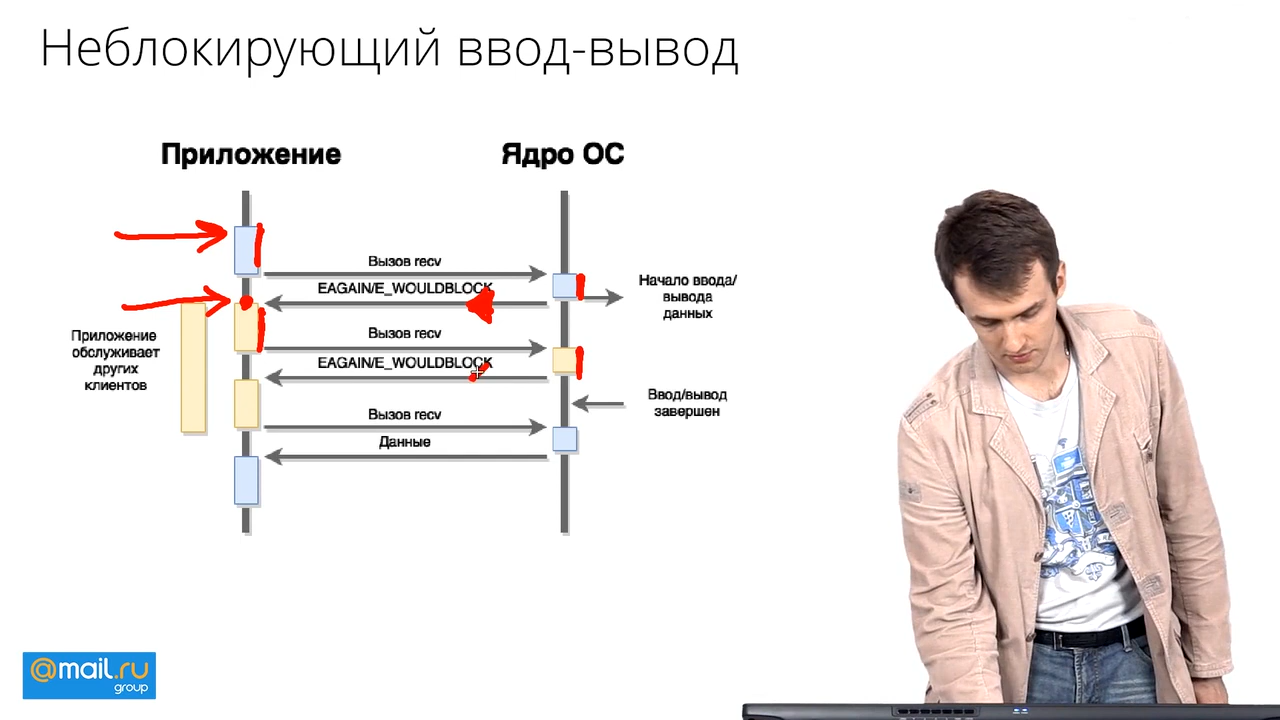 Неблокирующий ввод-вывод
Приложение
Ядро ОС
Вызов recv
EAGAIN/E_WOULDBLOCK
Начало ввода/
вывода
данных
Приложение
обслуживает
других
клиентов
Вызов recv
EAGAIN/E_WOULDBLOCK
Ввод/вывод
завершен
Вызов recv
Данные
@mail.ru
group